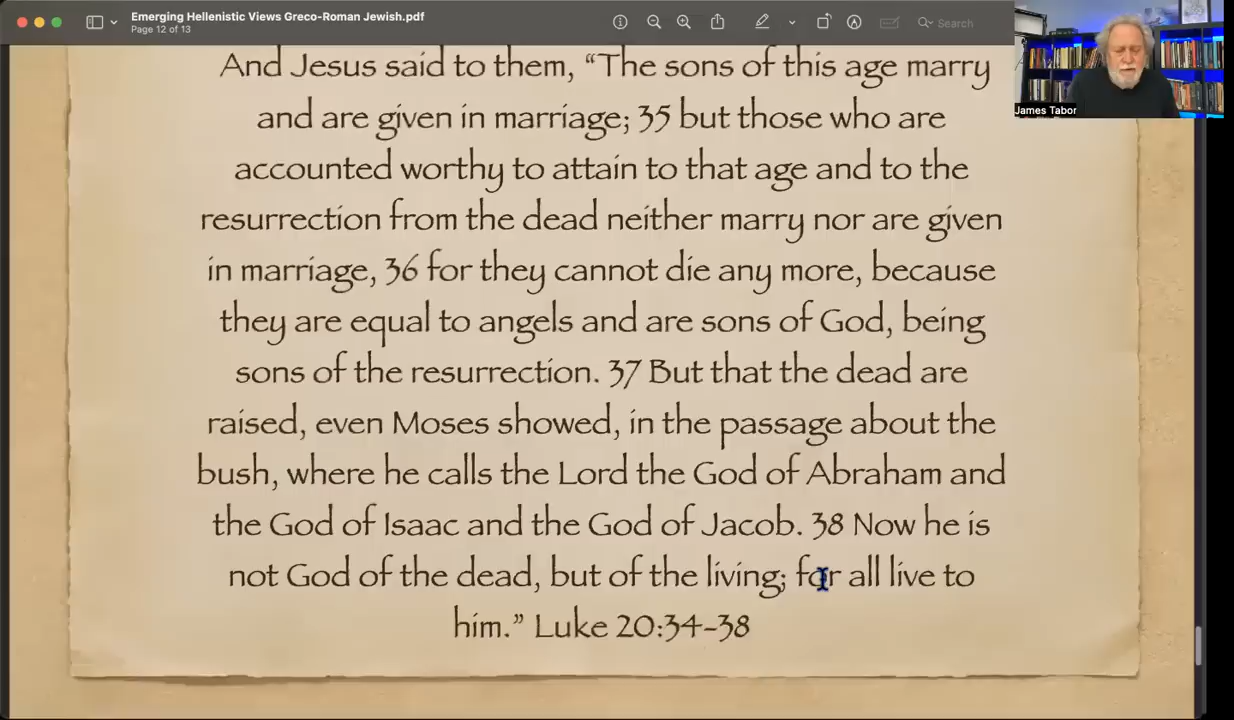 Emerging Hellenistic Views Greco-Roman Jewish.pdf
Page 12 of 13
Search
James Tabor
And Jesus said to them, “The sons of this age marry
and are given in marriage; 35 but those who are
accounted worthy to attain to that age and to the
resurrection from the dead neither marry nor are given
in marriage, 36 for they cannot die any more, because
they are equal to angels and are sons of God, being
sons of the resurrection. 37 But that the dead are
raised, even Moses showed, in the passage about the
bush, where he calls the Lord the God of Abraham and
the God of Isaac and the God of Jacob. 38 Now he is
not God of the dead, but of the living; for all live to
him.” Luke 20:34-38